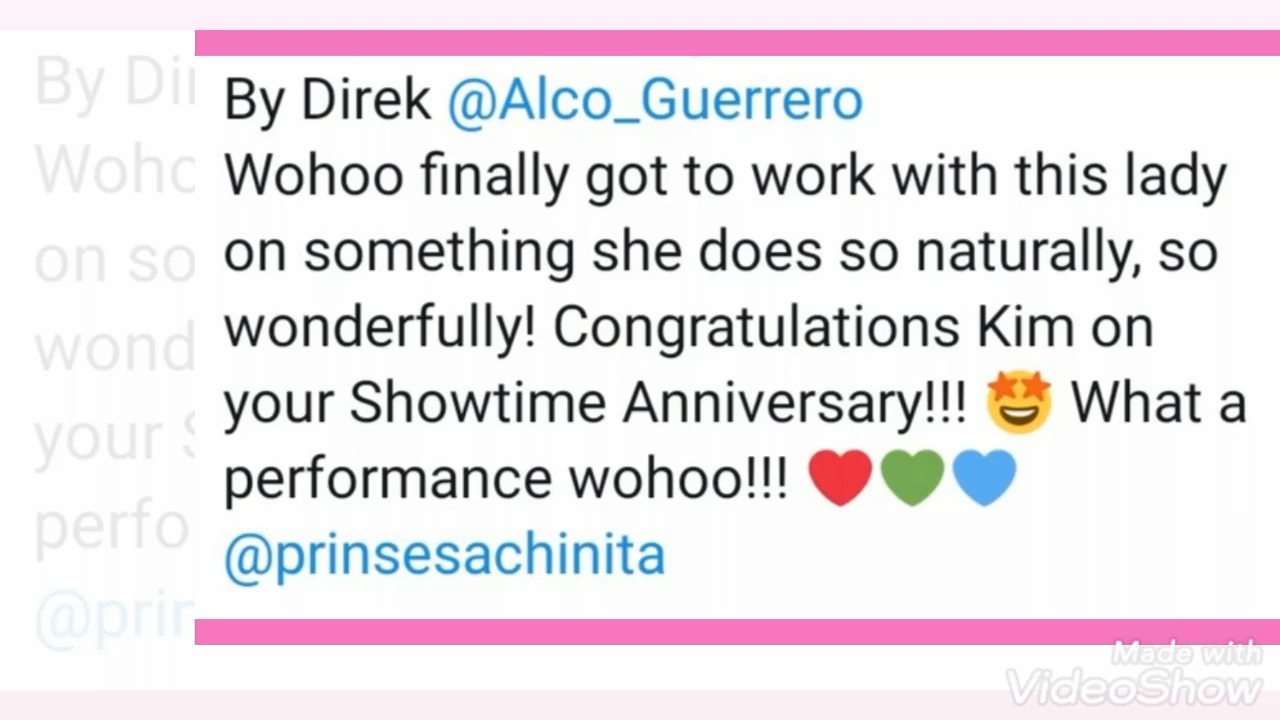 By Direk @Alco_Guerrero
Wohoo finally got to work with this lady
on something she does so naturally, so
wonderfully! Congratulations Kim on
your Showtime Anniversary!!! 🤩 What a
performance wohoo!!! ❤️💚💙
@prinsesachinita
Made with
VideoShow